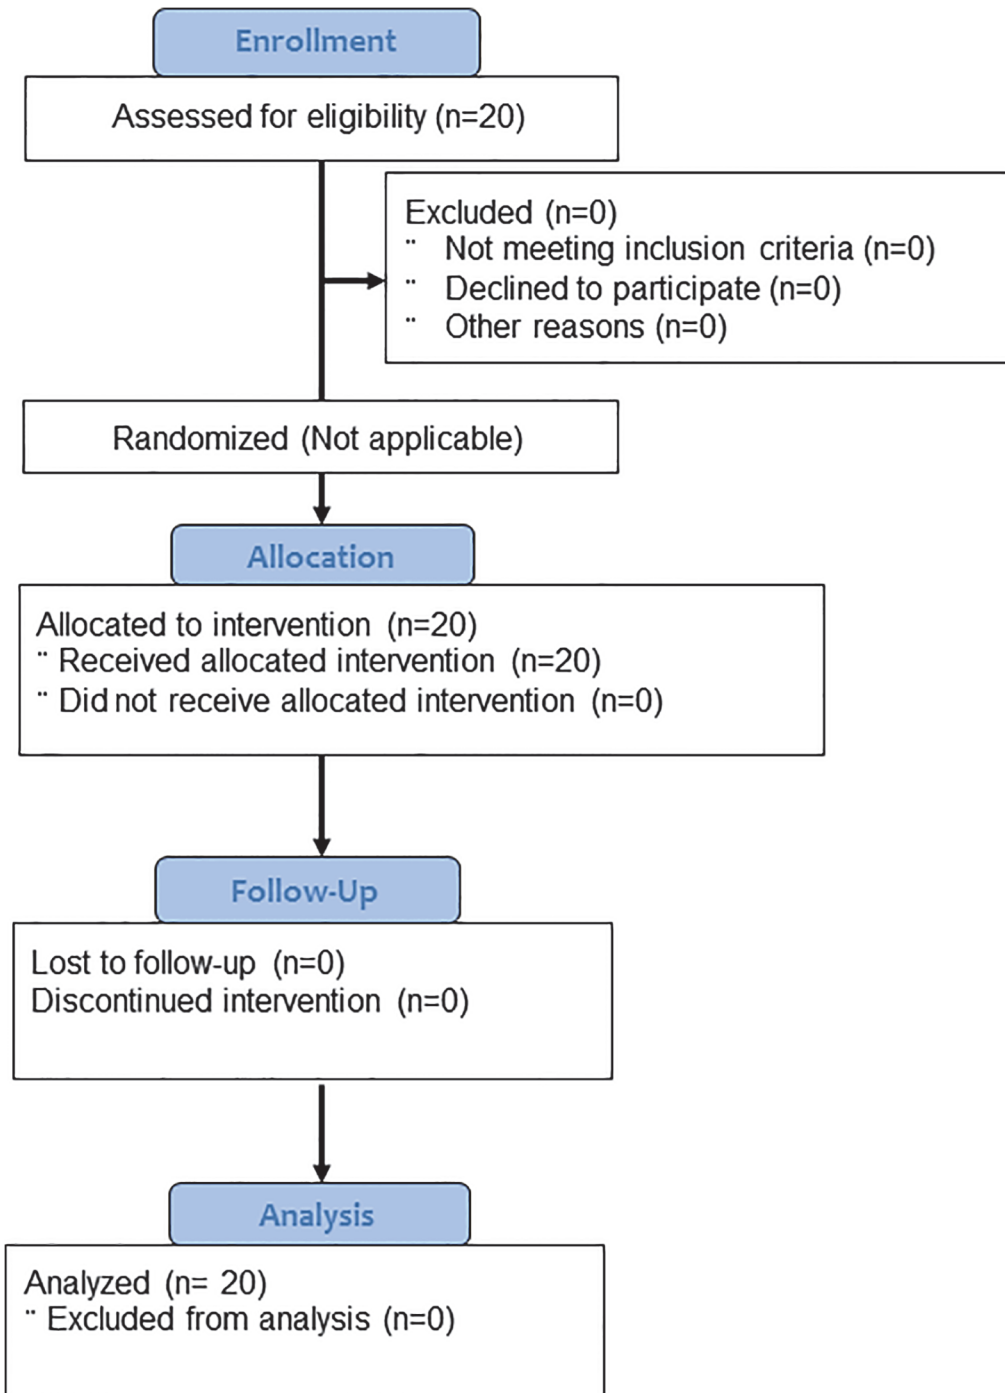 Enrollment
Assessed for eligibility (n=20)
Excluded (n=0)
¨ Not meeting inclusion criteria (n=0)
¨ Declined to participate (n=0)
¨ Other reasons (n=0)
Randomized (Not applicable)
Allocation
Allocated to intervention (n=20)
¨ Received allocated intervention (n=20)
¨ Did not receive allocated intervention (n=0)
Follow-Up
Lost to follow-up (n=0)
Discontinued intervention (n=0)
Analysis
Analyzed (n= 20)
¨ Excluded from analysis (n=0)